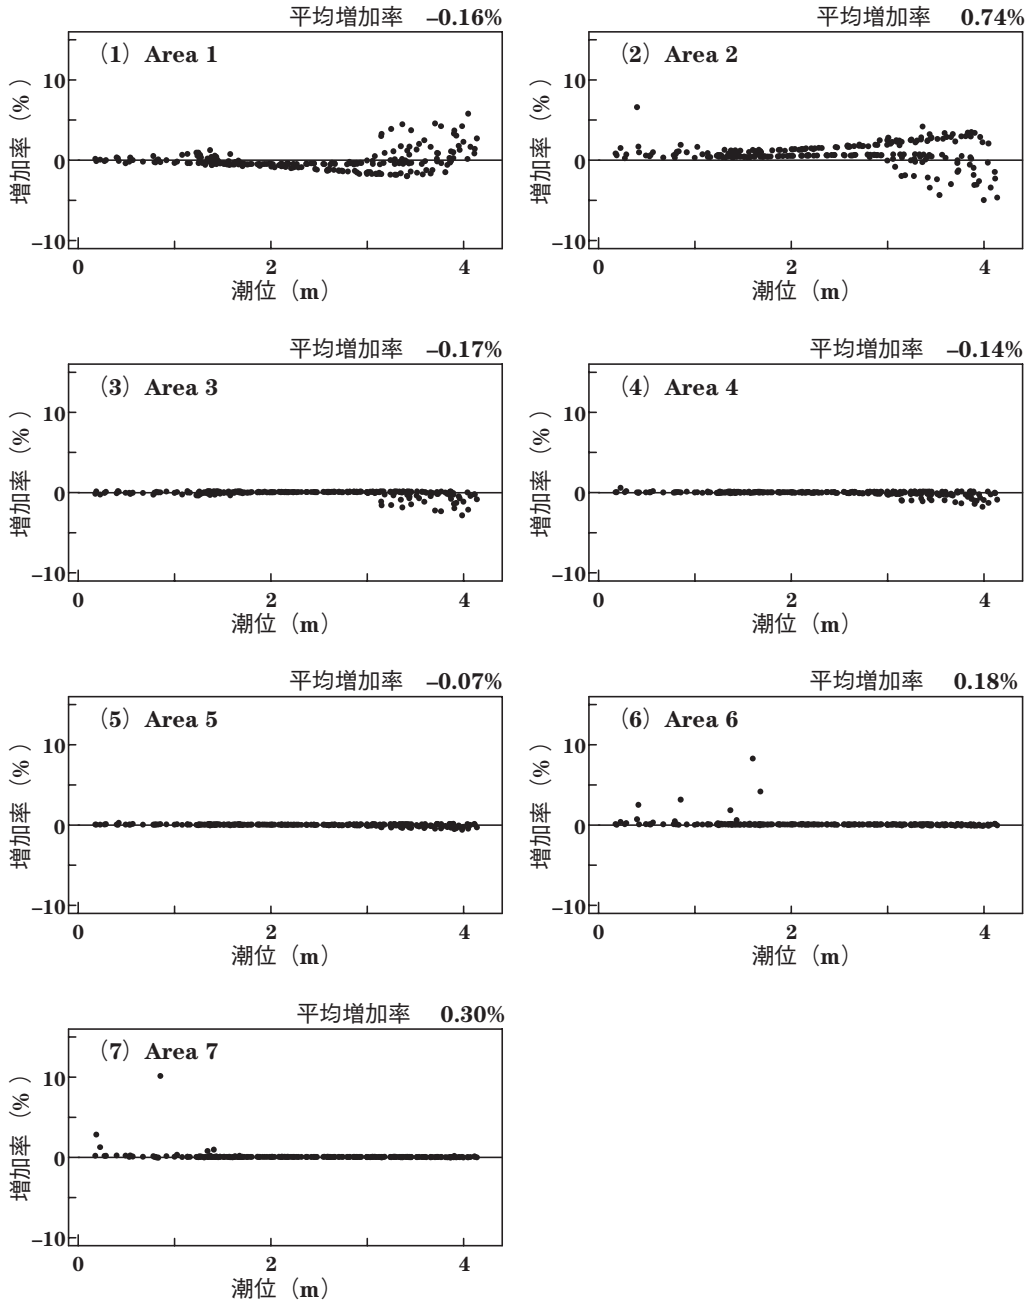 平均増加率 –0.16%
(1) Area 1
増加率 (%)
10
0
–10
0 2 4
潮位 (m)
平均増加率 0.74%
(2) Area 2
増加率 (%)
10
0
–10
0 2 4
潮位 (m)
平均増加率 –0.17%
(3) Area 3
増加率 (%)
10
0
–10
0 2 4
潮位 (m)
平均増加率 –0.14%
(4) Area 4
増加率 (%)
10
0
–10
0 2 4
潮位 (m)
平均増加率 –0.07%
(5) Area 5
増加率 (%)
10
0
–10
0 2 4
潮位 (m)
平均増加率 0.18%
(6) Area 6
増加率 (%)
10
0
–10
0 2 4
潮位 (m)
平均増加率 0.30%
(7) Area 7
増加率 (%)
10
0
–10
0 2 4
潮位 (m)